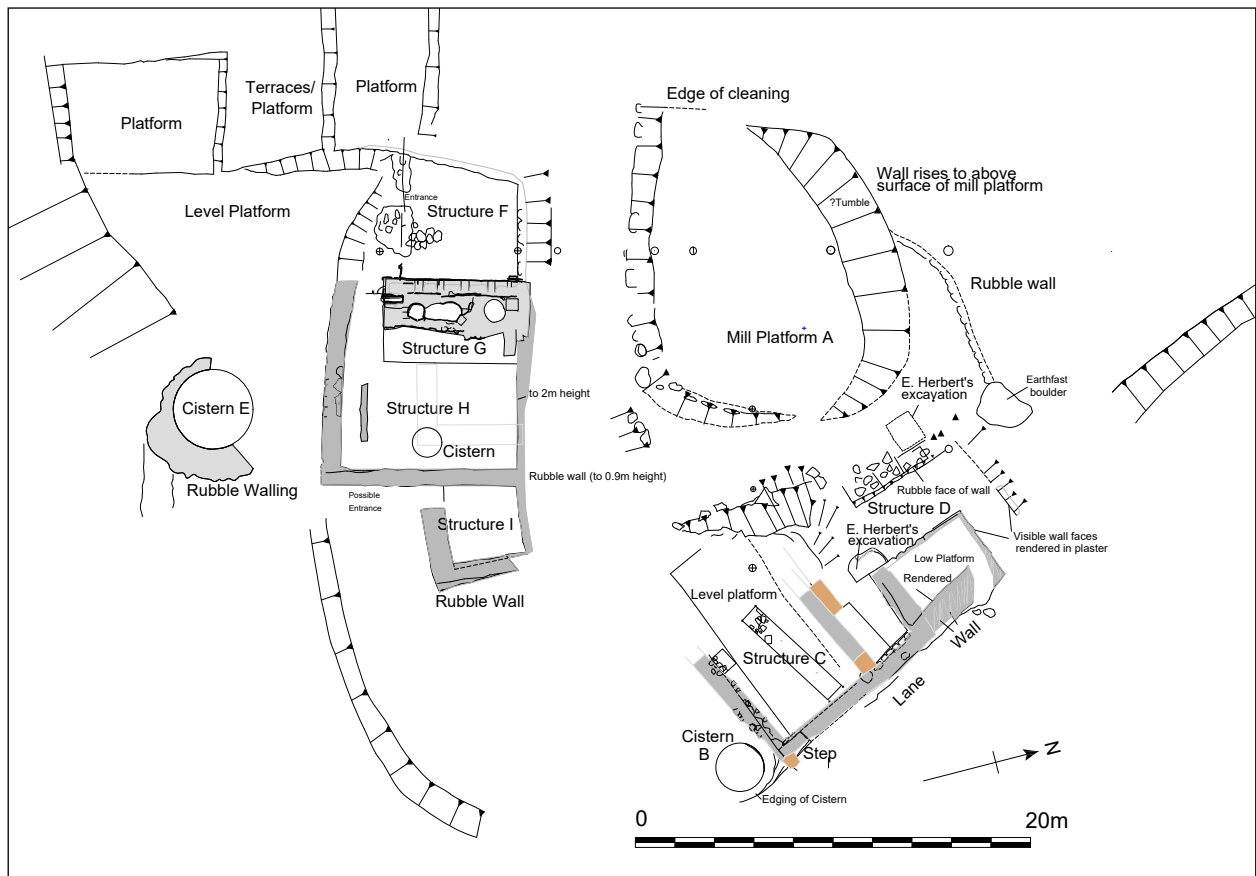 Platform
Terraces/
Platform
Platform
Edge of cleaning
Wall rises to above
surface of mill platform
?Tumble
Level Platform
Entrance
Structure F
Rubble wall
Mill Platform A
Structure G
E. Herbert's
excavation
Earthfast
boulder
to 2m height
Cistern E
Structure H
Cistern
Rubble Walling
Rubble wall (to 0.9m height)
Possible
Entrance
Rubble face of wall
Structure D
Structure I
E. Herbert's
excavation
Visible wall faces
rendered in plaster
Low Platform
Rendered
Level platform
Rubble Wall
Wall
Structure C
Lane
Cistern
B
Step
N
Edging of Cistern
0
20m